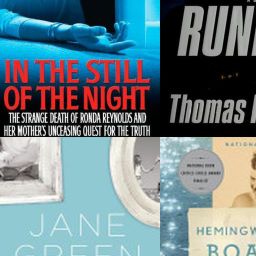 IN THE STILL
OF THE NIGHT
THE STRANGE DEATH OF RONDA REYNOLDS AND
HER MOTHER'S UNCEASING QUEST FOR THE TRUTH
RUN
Thomas
JANE
GREEN
NATION
HEMINGW
BOA